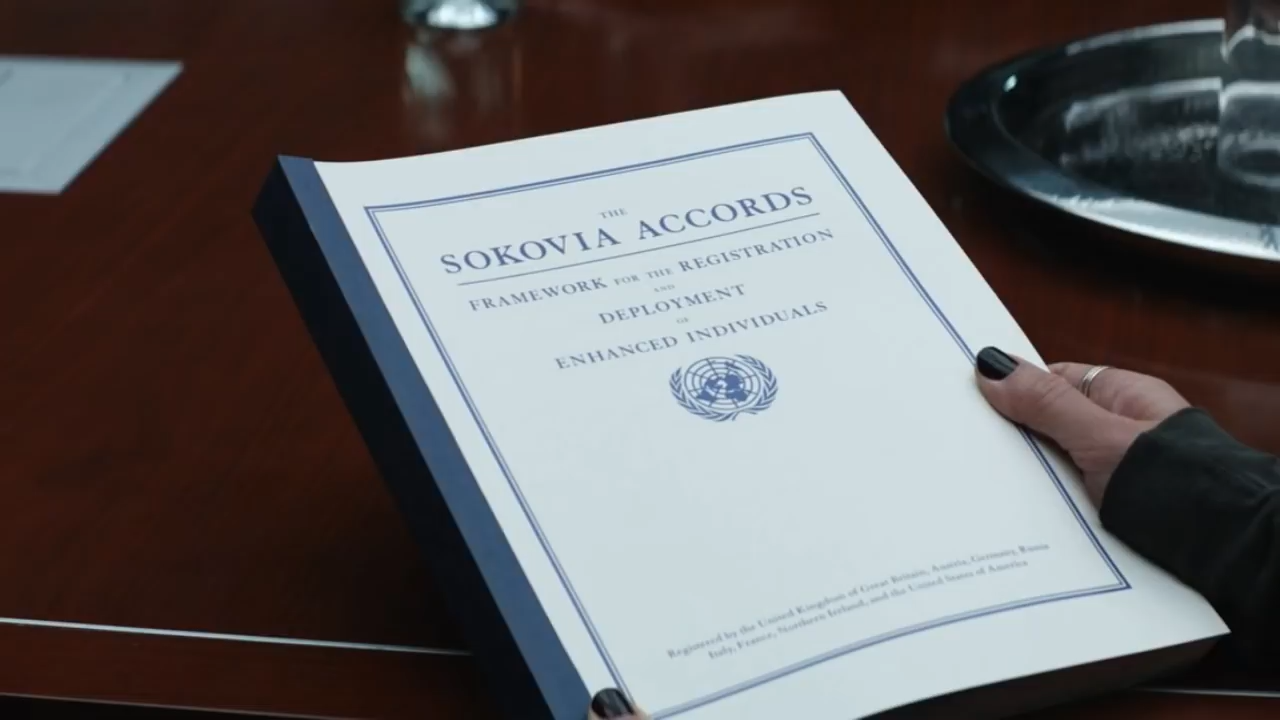 THE
SOKOVIA ACCORDS
FRAMEWORK FOR THE REGISTRATION
AND
DEPLOYMENT
OF
ENHANCED INDIVIDUALS
Registered by the United Kingdom of Great Britain, Austria, Germany, Russia
Italy, France, Northern Ireland, and the United States of America